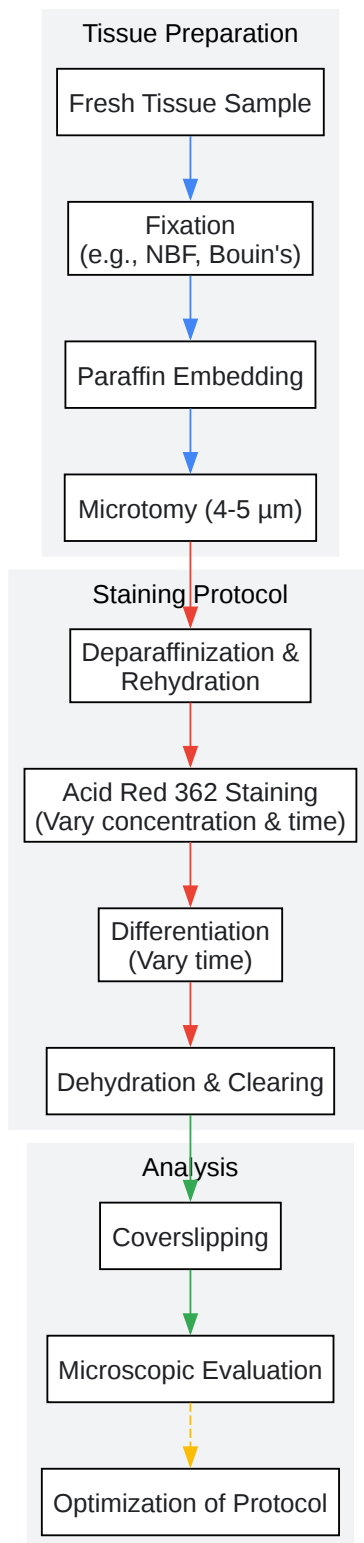 Tissue Preparation
Fresh Tissue Sample
Fixation
(e.g., NBF, Bouin's)
Paraffin Embedding
Microtomy (4-5 µm)
Staining Protocol
Deparaffinization &
Rehydration
Acid Red 362 Staining
(Vary concentration & time)
Differentiation
(Vary time)
Dehydration & Clearing
Analysis
Coverslipping
Microscopic Evaluation
Optimization of Protocol